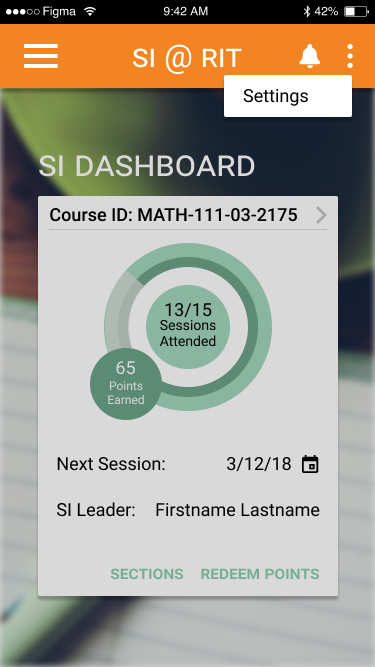 ●●●○○ Figma 9:42 AM 42%
SI @ RIT
Settings
SI DASHBOARD
Course ID: MATH-111-03-2175
13/15
Sessions
Attended
65
Points
Earned
Next Session: 3/12/18
SI Leader: Firstname Lastname
SECTIONS REDEEM POINTS